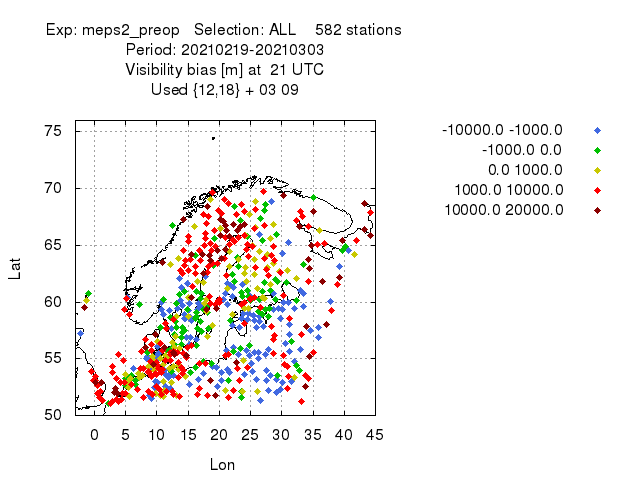 Exp: meps2_preop   Selection: ALL    582 stations
Period: 20210219-20210303
Visibility bias [m] at  21 UTC
Used {12,18} + 03 09
-10000.0 -1000.0
-1000.0 0.0
0.0 1000.0
1000.0 10000.0
10000.0 20000.0
75
70
65
60
55
50
Lat
0 5 10 15 20 25 30 35 40 45
Lon